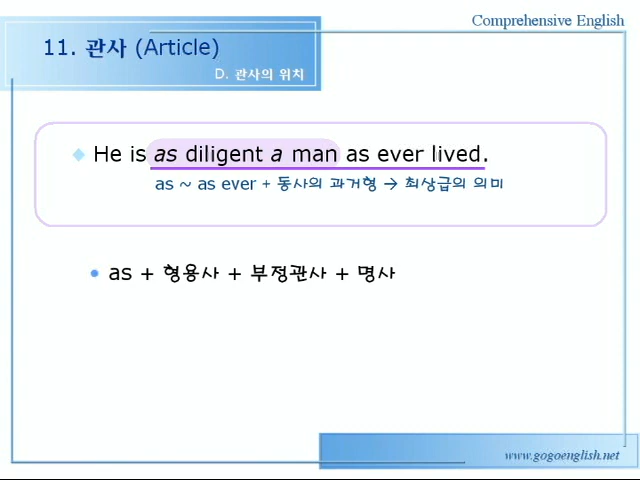 Comprehensive English
11. 관사 (Article)
D. 관사의 위치
He is as diligent a man as ever lived.
as ~ as ever + 동사의 과거형 → 최상급의 의미
as + 형용사 + 부정관사 + 명사
www.gogoenglish.net